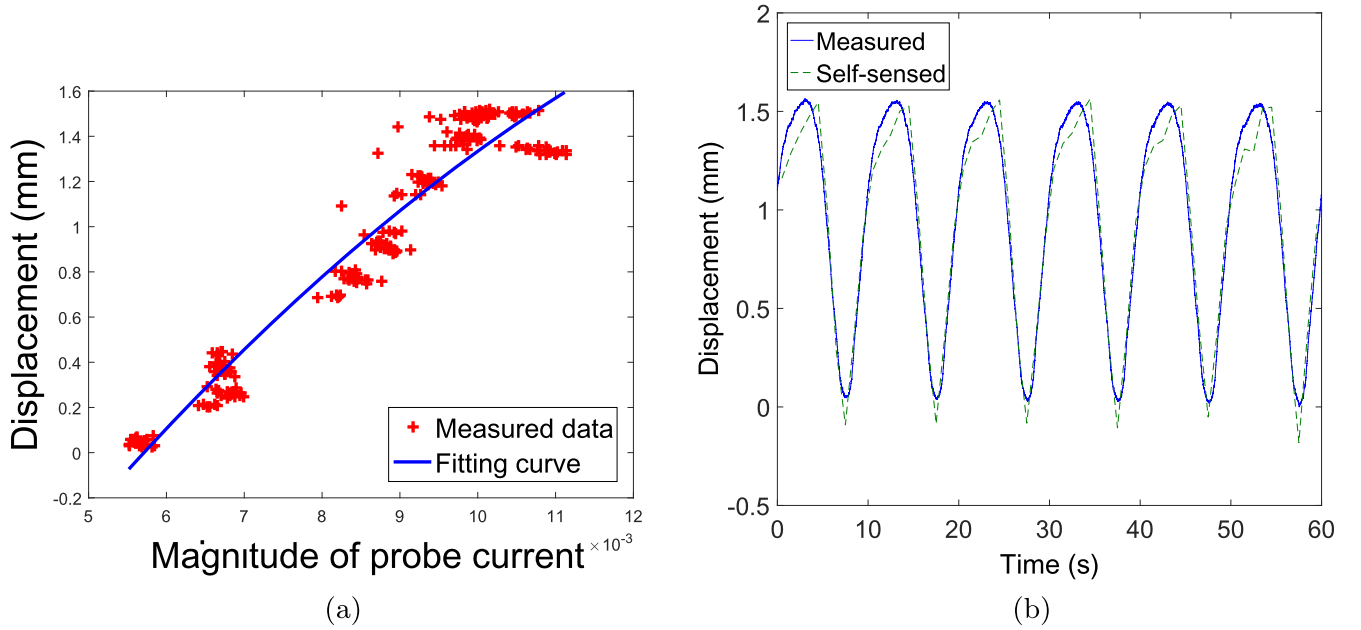 1.6
1.4
1.2
1
0.8
0.6
0.4
0.2
0
-0.2
Displacement (mm)
Measured data
Fitting curve
5 6 7 8 9 10 11 12
Magnitude of probe current ×10-3
(a)
2
1.5
1
0.5
0
-0.5
Displacement (mm)
Measured
Self-sensed
0 10 20 30 40 50 60
Time (s)
(b)